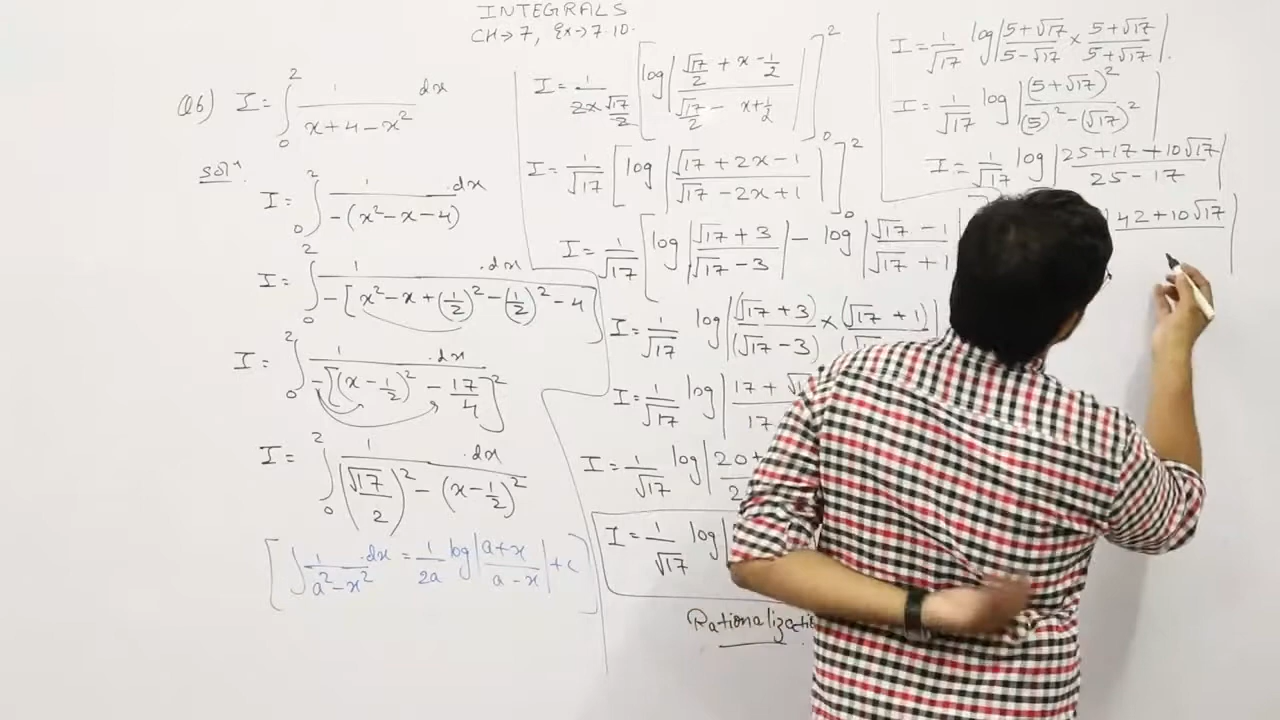 INTEGRALS
CH→7, Ex→7.10.
Q6) I = ∫₀² 1/(x+4-x²) dx
solⁿ
I = ∫₀² 1/(-(x²-x-4)) .dx
I = ∫₀² 1/(-[x²-x+(1/2)²-(1/2)²-4]) .dx
I = ∫₀² 1/(-[(x-1/2)²-17/4]²) .dx
I = ∫₀² 1/((√17/2)²-(x-1/2)²) .dx
[∫ 1/(a²-x²) .dx = 1/2a log|(a+x)/(a-x)|+c]
I = 1/(2×√17/2) [log|(√17/2 + x-1/2)/(√17/2 - x+1/2)|]₀²
I = 1/√17 [log|(√17+2x-1)/(√17-2x+1)|]₀²
I = 1/√17 [log|(√17+3)/(√17-3)| - log|(√17-1)/(√17+1)|
I = 1/√17 log|(√17+3)/(√17-3) × (√17+1)/(√
I = 1/√17 log|17+√1 / 17
I = 1/√17 log|20+ / 2
I = 1/√17 log|
Rationalizati
I = 1/√17 log|(5+√17)/(5-√17) × (5+√17)/(5+√17)|.
I = 1/√17 log|(5+√17)²/((5)²-(√17)²)|
I = 1/√17 log|(25+17+10√17)/(25-17)|
|42+10√17|